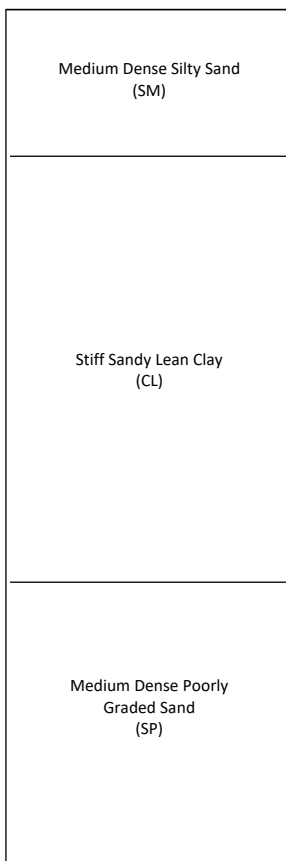 Medium Dense Silty Sand
(SM)
Stiff Sandy Lean Clay
(CL)
Medium Dense Poorly
Graded Sand
(SP)